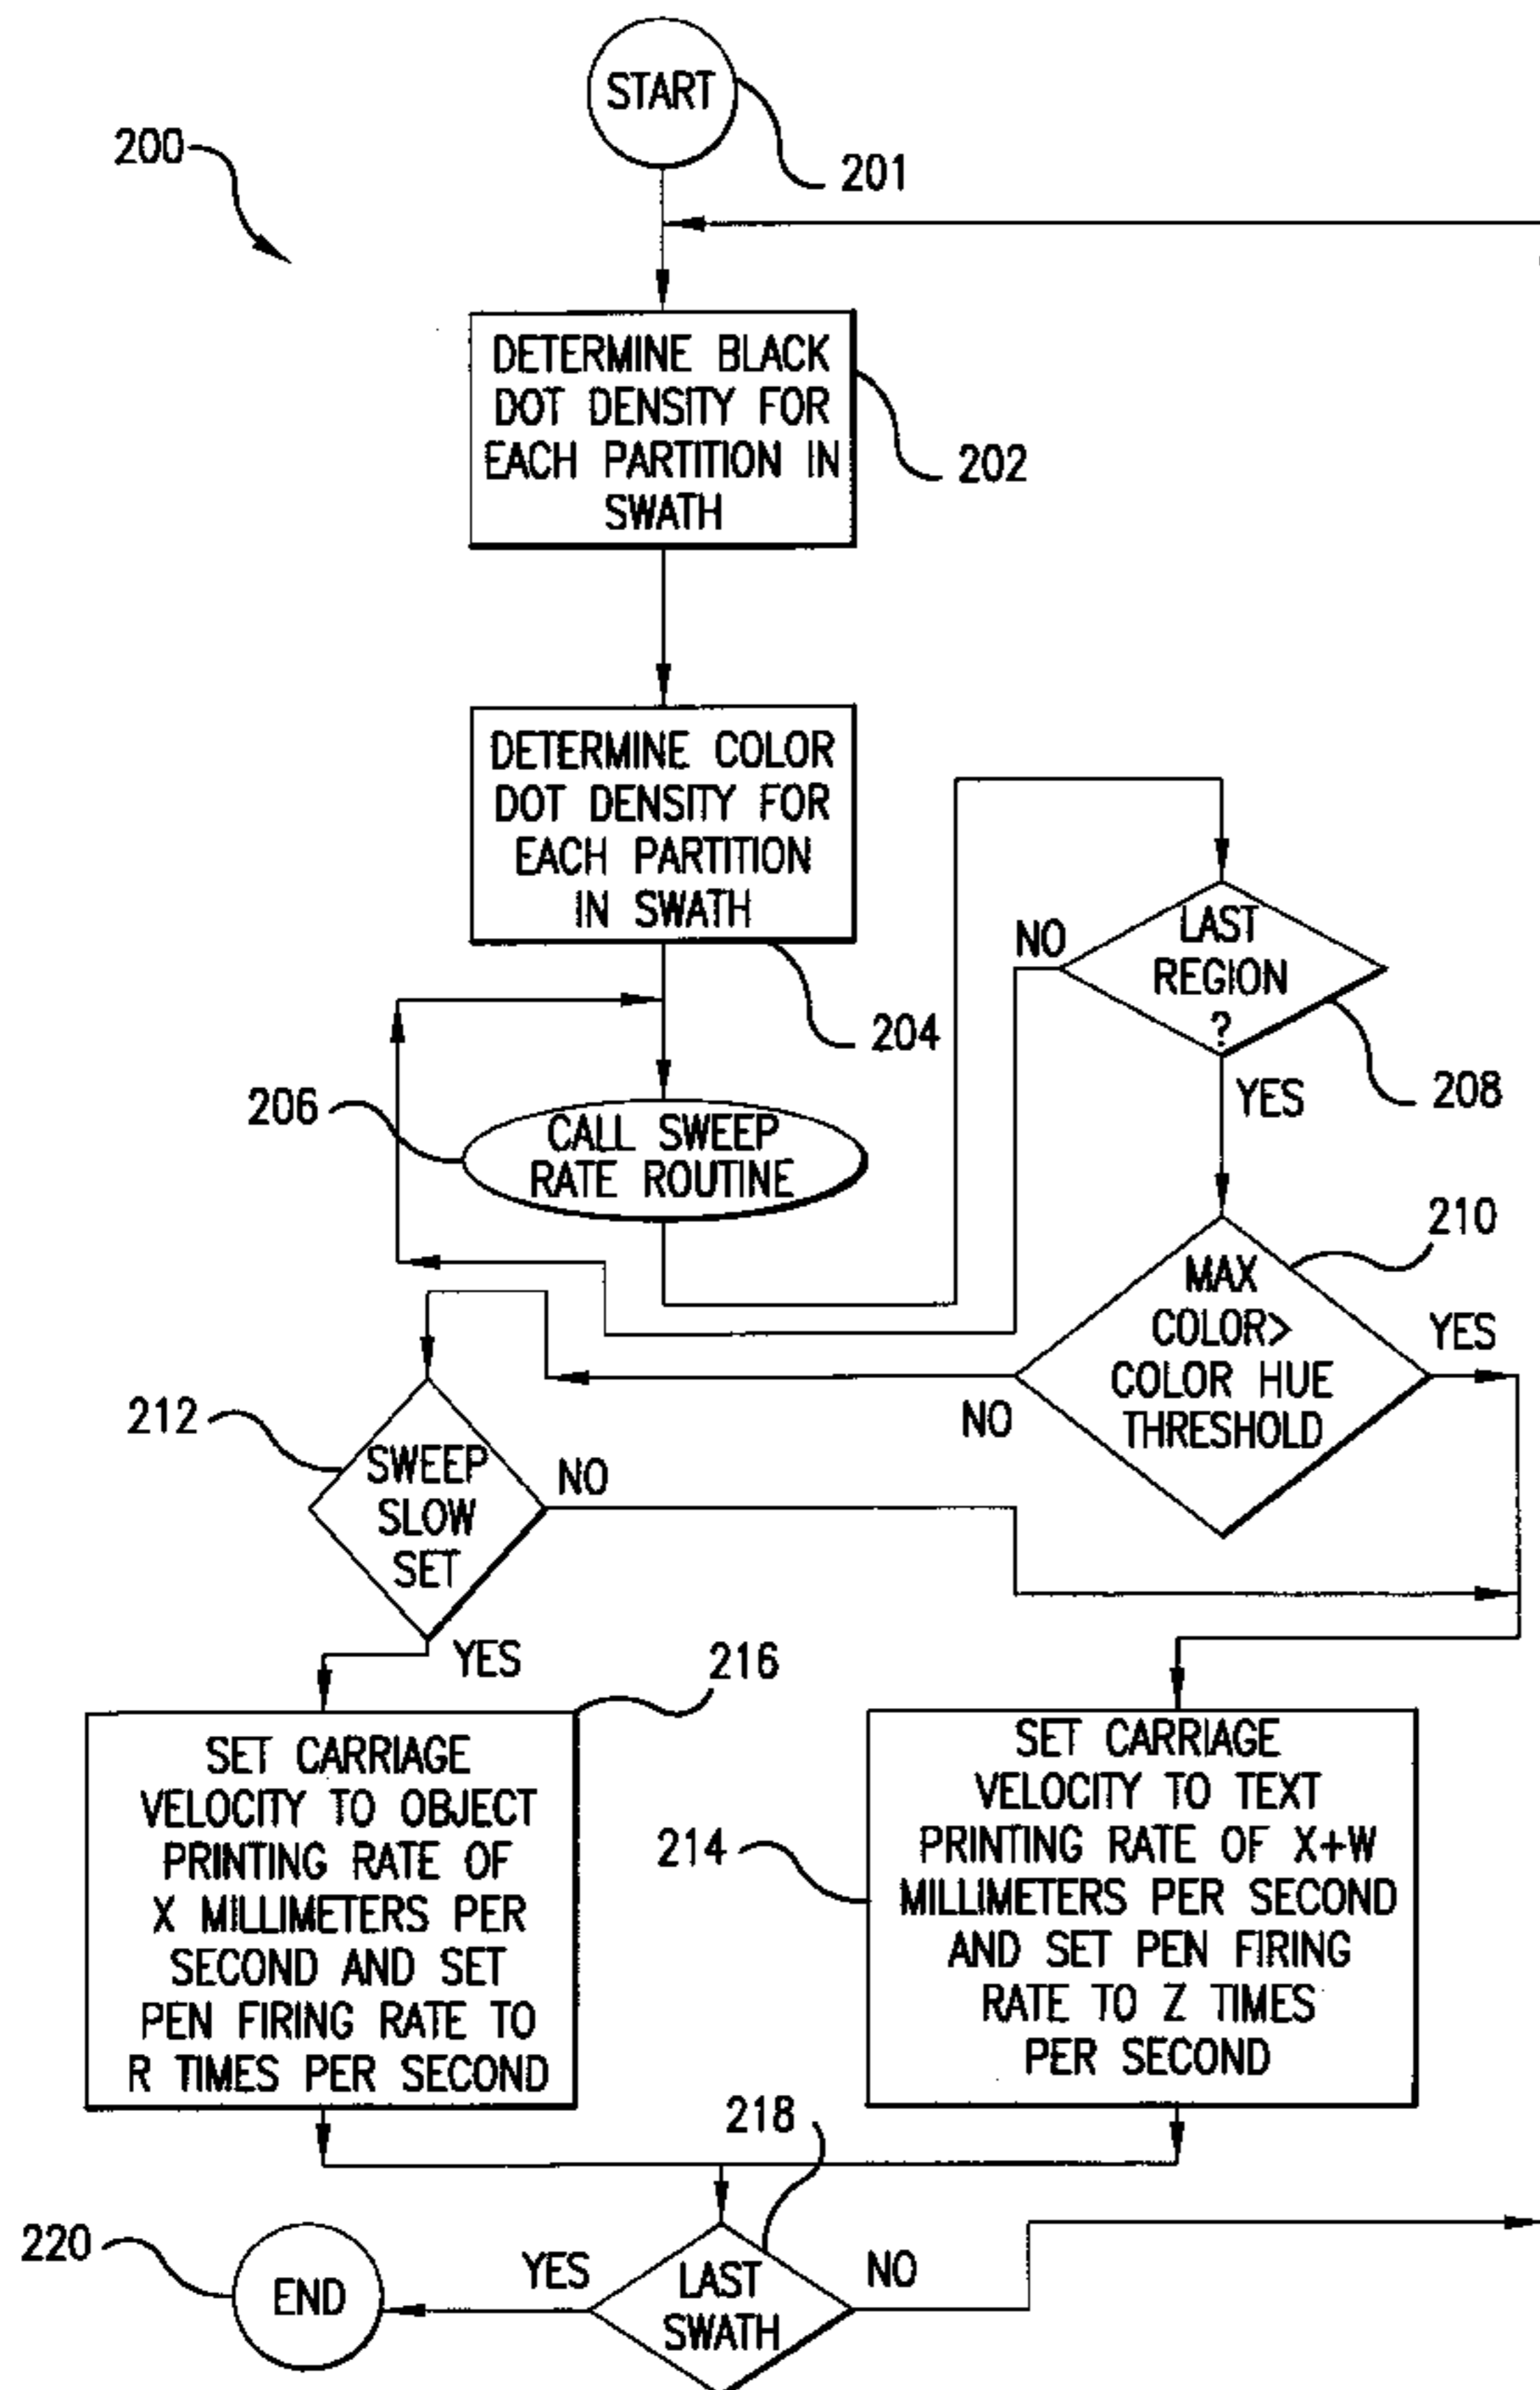 START
200
201
DETERMINE BLACK
DOT DENSITY FOR
EACH PARTITION IN
SWATH
202
DETERMINE COLOR
DOT DENSITY FOR
EACH PARTITION
IN SWATH
204
NO
LAST
REGION
?
208
YES
206
CALL SWEEP
RATE ROUTINE
210
MAX
COLOR>
COLOR HUE
THRESHOLD
YES
NO
212
SWEEP
SLOW
SET
NO
YES
216
SET CARRIAGE
VELOCITY TO OBJECT
PRINTING RATE OF
X MILLIMETERS PER
SECOND AND SET
PEN FIRING RATE TO
R TIMES PER SECOND
214
SET CARRIAGE
VELOCITY TO TEXT
PRINTING RATE OF X+W
MILLIMETERS PER SECOND
AND SET PEN FIRING
RATE TO Z TIMES
PER SECOND
218
220
END
YES
LAST
SWATH
NO